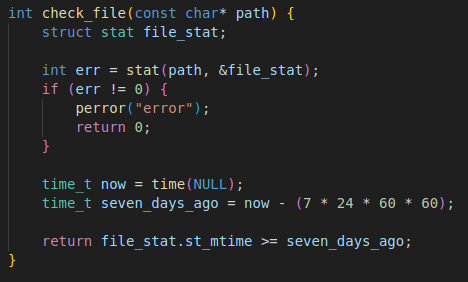 int check_file(const char* path) {
    struct stat file_stat;

    int err = stat(path, &file_stat);
    if (err != 0) {
        perror("error");
        return 0;
    }

    time_t now = time(NULL);
    time_t seven_days_ago = now - (7 * 24 * 60 * 60);

    return file_stat.st_mtime >= seven_days_ago;
}